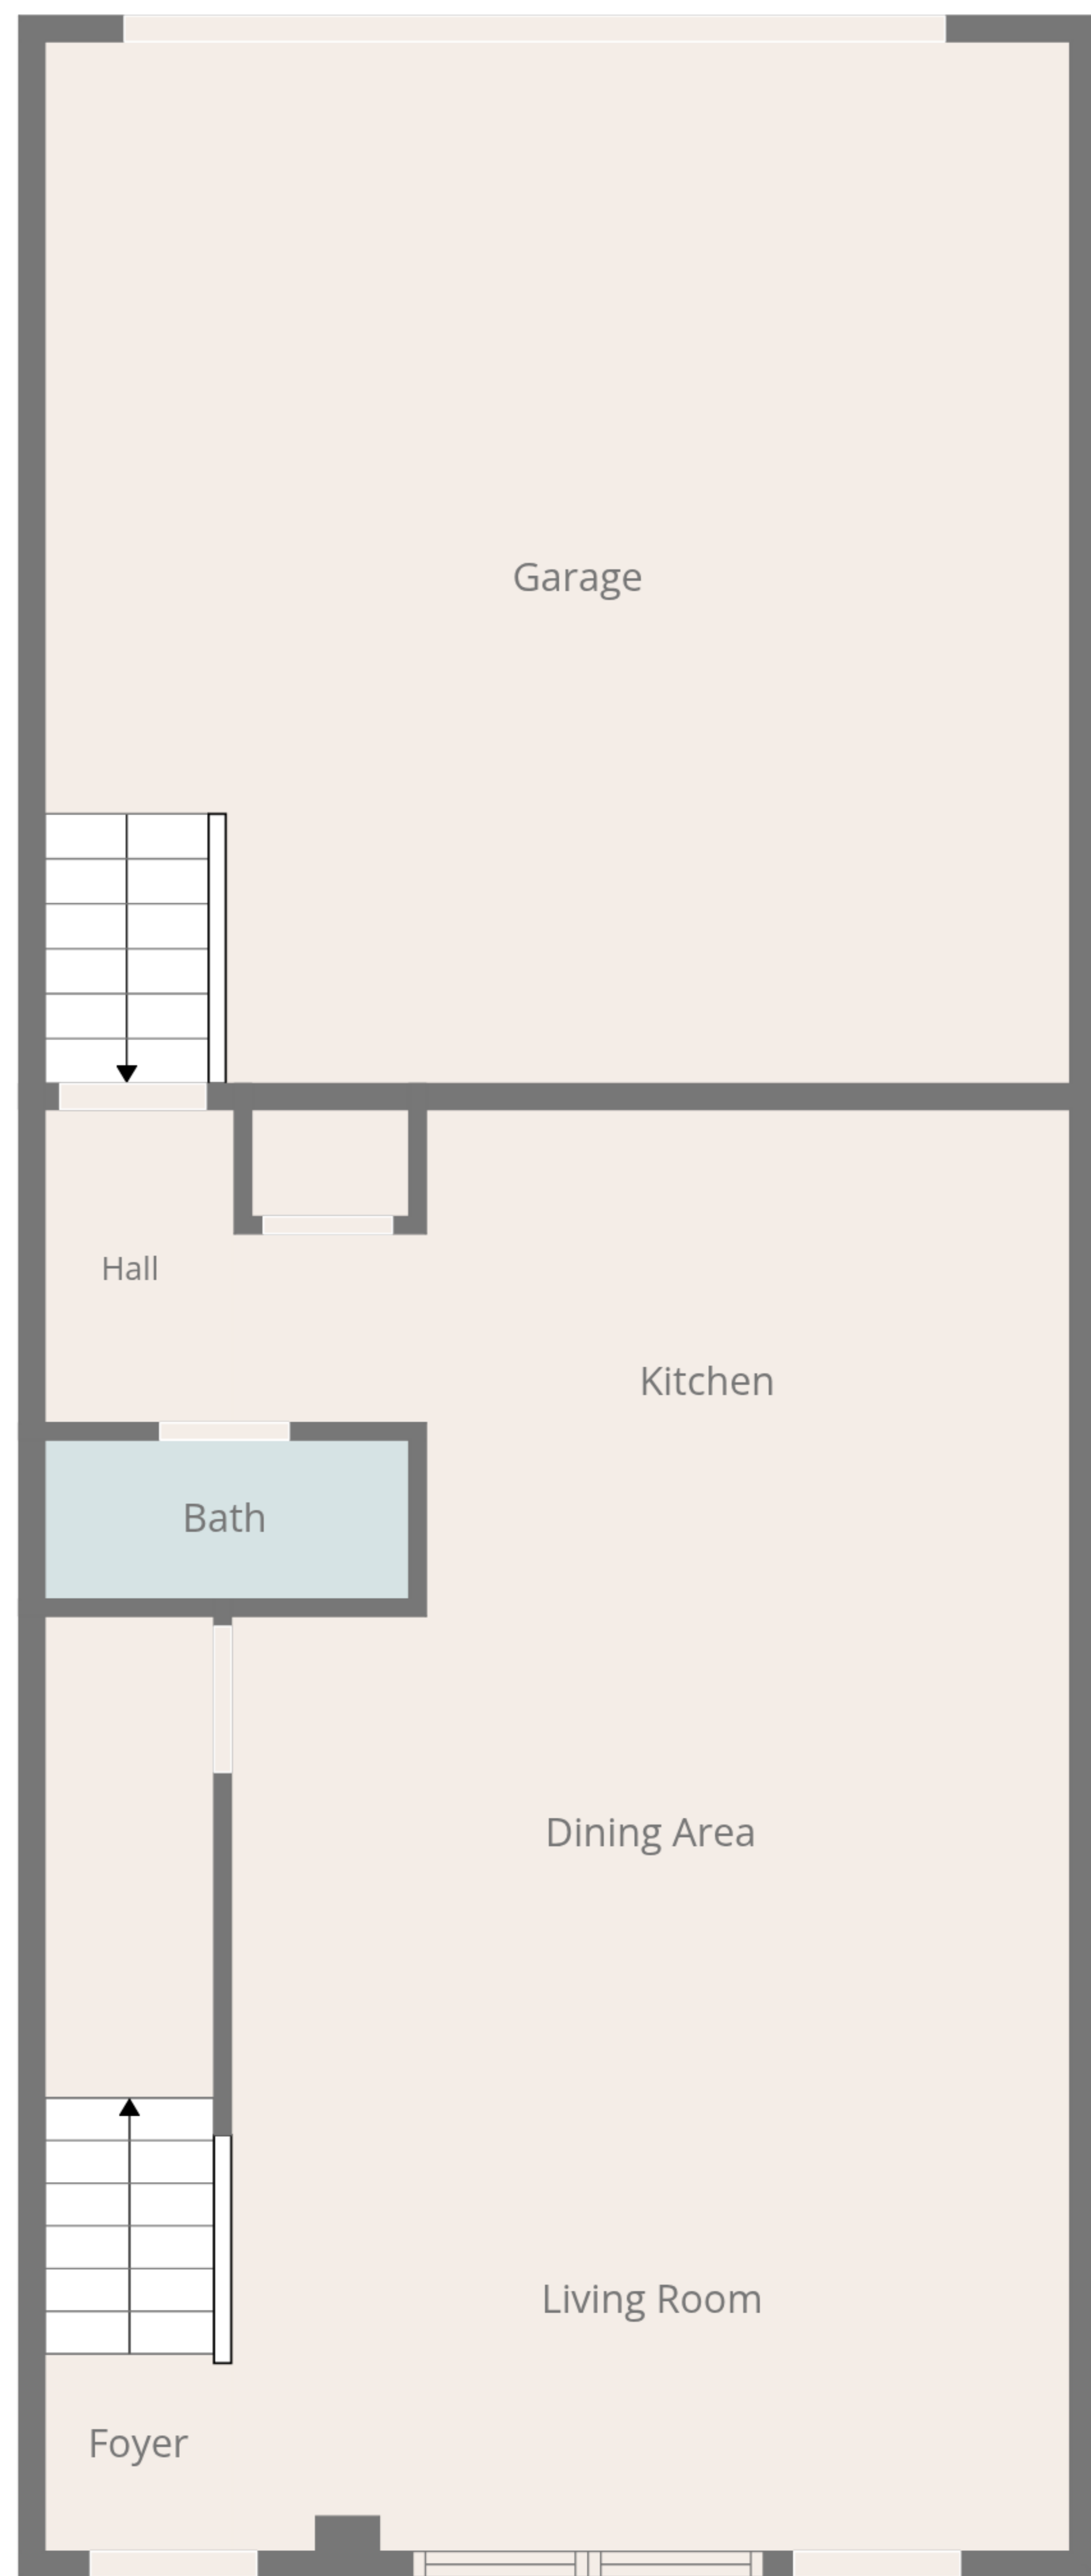 Garage
Hall
Kitchen
Bath
Dining Area
Living Room
Foyer